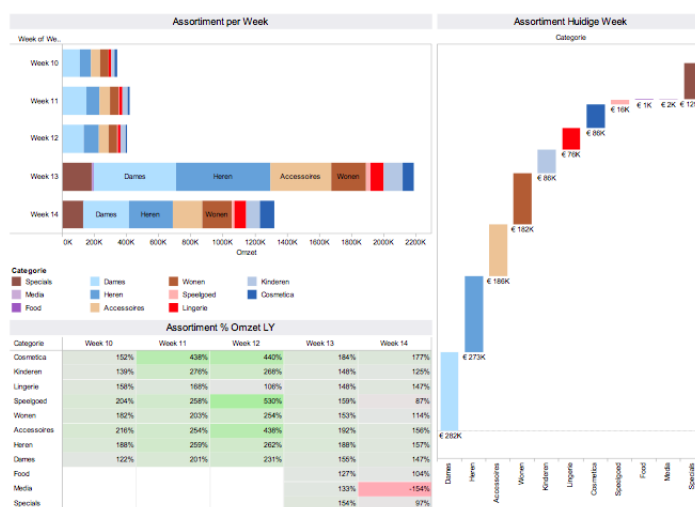 Assortiment per Week
Week of We..
Week 10
Week 11
Week 12
Week 13
Dames
Heren
Accessoires
Wonen
Week 14
Dames
Heren
Wonen
0K 200K 400K 600K 800K 1000K 1200K 1400K 1600K 1800K 2000K 2200K
Omzet
Categorie
Specials Dames Wonen Kinderen
Media Heren Speelgoed Cosmetica
Food Accessoires Lingerie
Assortiment % Omzet LY
Categorie Week 10 Week 11 Week 12 Week 13 Week 14
Cosmetica 152% 438% 440% 184% 177%
Kinderen 139% 276% 268% 148% 125%
Lingerie 158% 168% 106% 148% 147%
Speelgoed 204% 258% 530% 159% 87%
Wonen 182% 203% 254% 153% 114%
Accessoires 216% 254% 438% 192% 156%
Heren 188% 259% 262% 188% 157%
Dames 122% 201% 231% 155% 147%
Food 127% 104%
Media 133% -154%
Specials 154% 97%
Assortiment Huidige Week
Categorie
€ 282K
€ 273K
€ 186K
€ 182K
€ 86K
€ 76K
€ 86K
€ 16K
€ 1K
€ 2K
Dames
Heren
Accessoires
Wonen
Kinderen
Lingerie
Cosmetica
Speelgoed
Food
Media